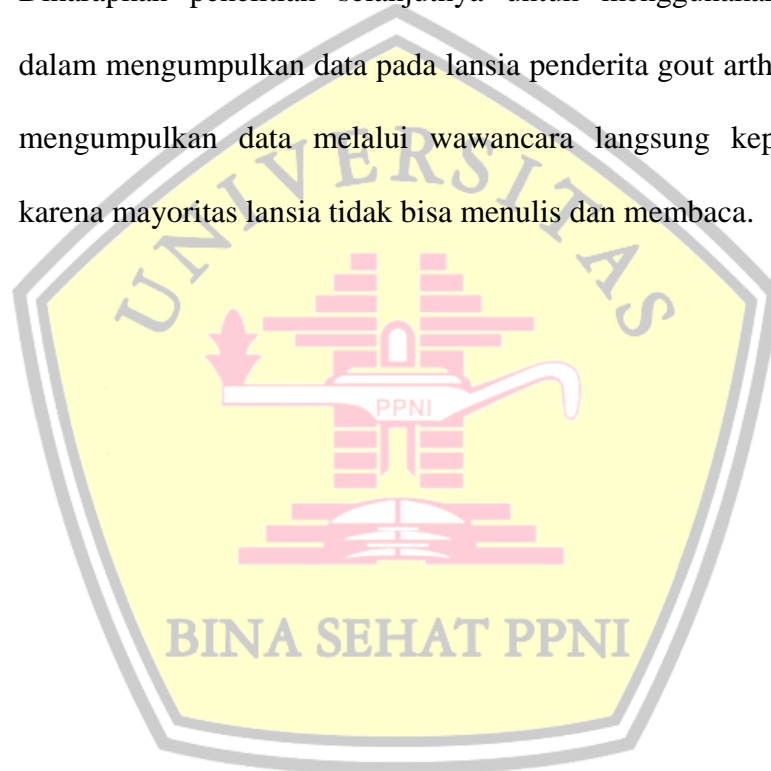 dalam mengumpulkan data pada lansia penderita gout arth
mengumpulkan data melalui wawancara langsung kep
karena mayoritas lansia tidak bisa menulis dan membaca.
UNIVERSITAS
PPNI
BINA SEHAT PPNI